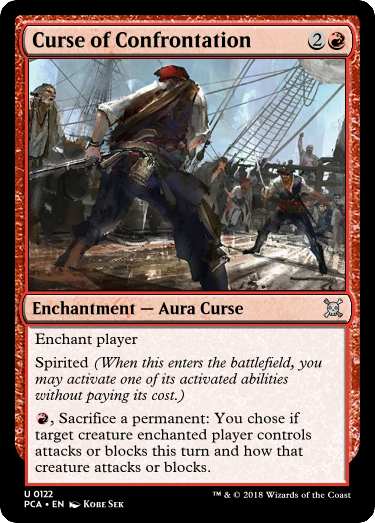 Curse of Confrontation 2
Enchantment — Aura Curse
Enchant player
Spirited (When this enters the battlefield, you
may activate one of its activated abilities
without paying its cost.)
, Sacrifice a permanent: You chose if
target creature enchanted player controls
attacks or blocks this turn and how that
creature attacks or blocks.
U 0122
PCA • EN Kobe Sek
™ & © 2018 Wizards of the Coast